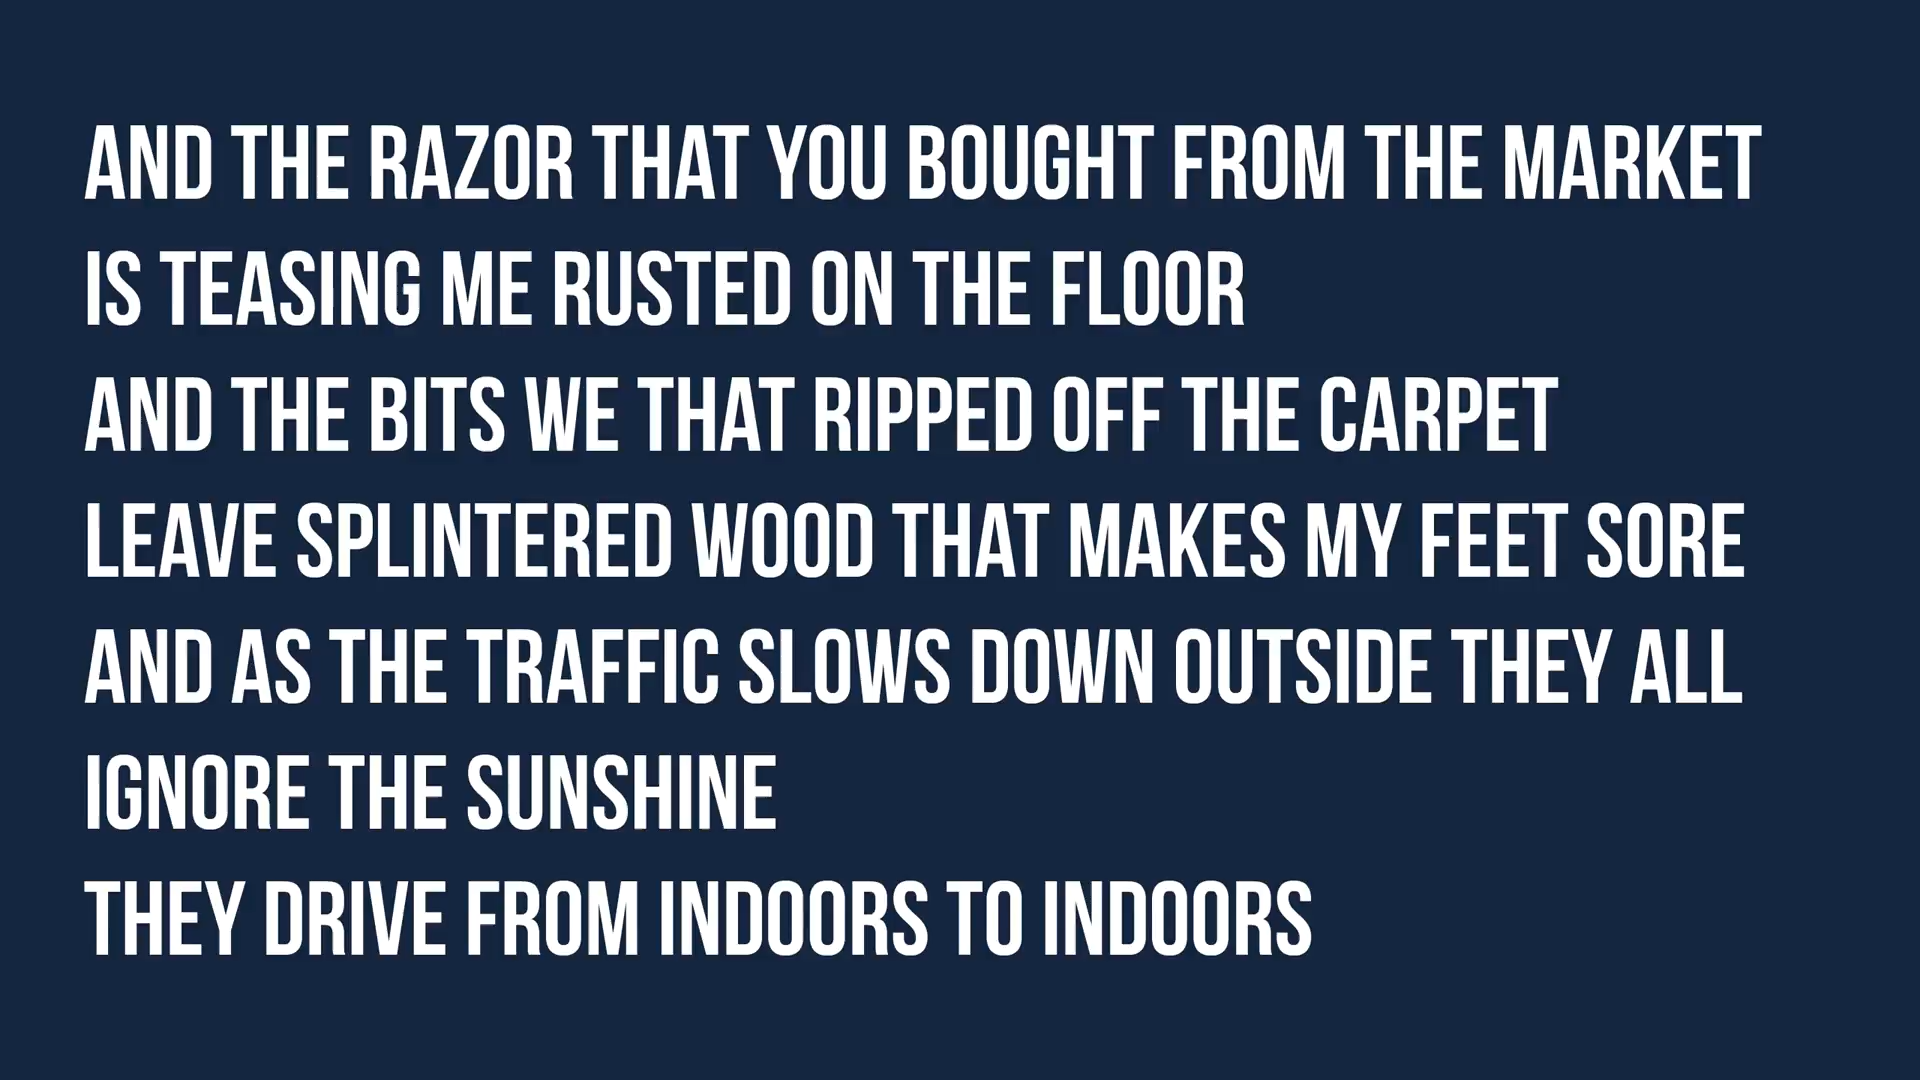 AND THE RAZOR THAT YOU BOUGHT FROM THE MARKET
IS TEASING ME RUSTED ON THE FLOOR
AND THE BITS WE THAT RIPPED OFF THE CARPET
LEAVE SPLINTERED WOOD THAT MAKES MY FEET SORE
AND AS THE TRAFFIC SLOWS DOWN OUTSIDE THEY ALL
IGNORE THE SUNSHINE
THEY DRIVE FROM INDOORS TO INDOORS